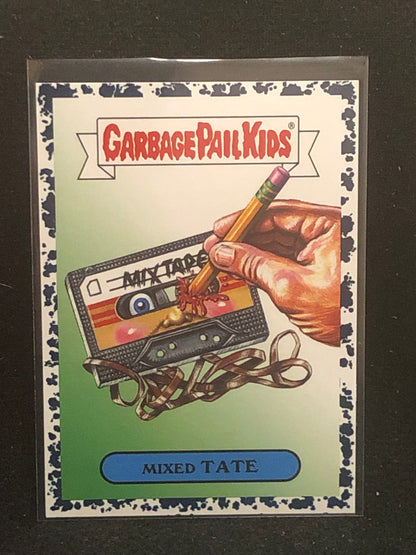 GARBAGE PAIL KIDS®
MIX TAPE
MIXED TATE